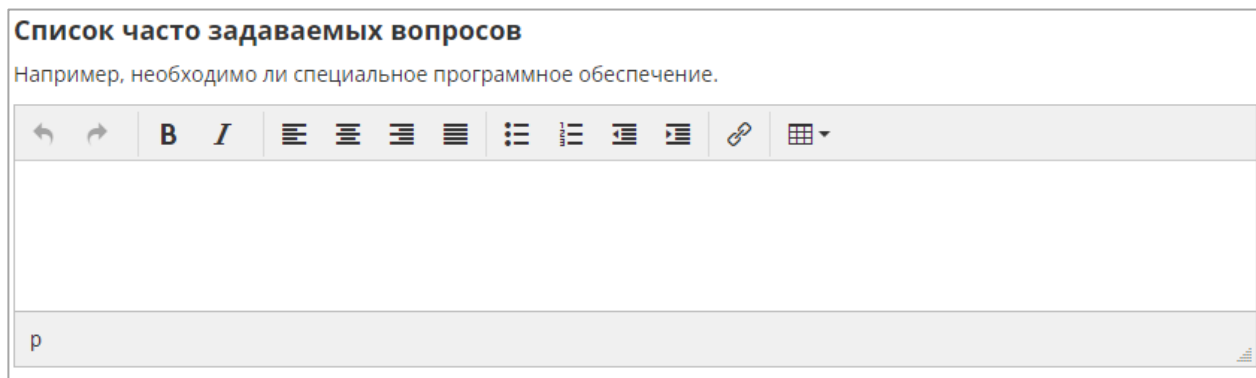 Список часто задаваемых вопросов
Например, необходимо ли специальное программное обеспечение.
B I
p